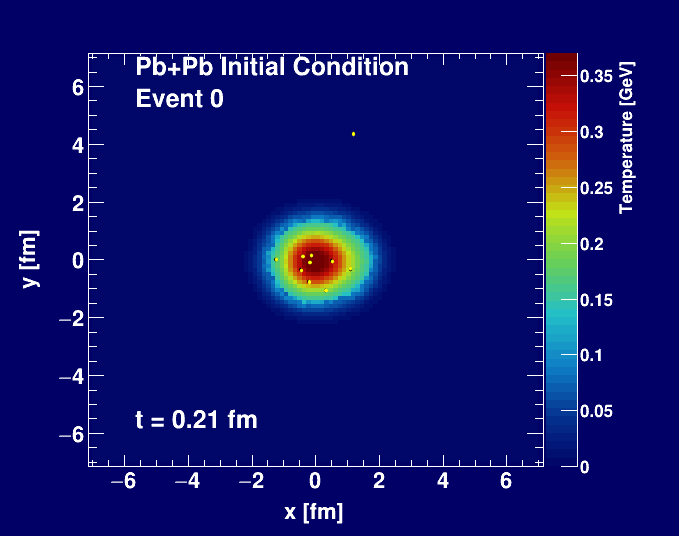 Pb+Pb Initial Condition
Event 0
t = 0.21 fm
y [fm]
6
4
2
0
−2
−4
−6
−6 −4 −2 0 2 4 6
x [fm]
Temperature [GeV]
0.35
0.3
0.25
0.2
0.15
0.1
0.05
0